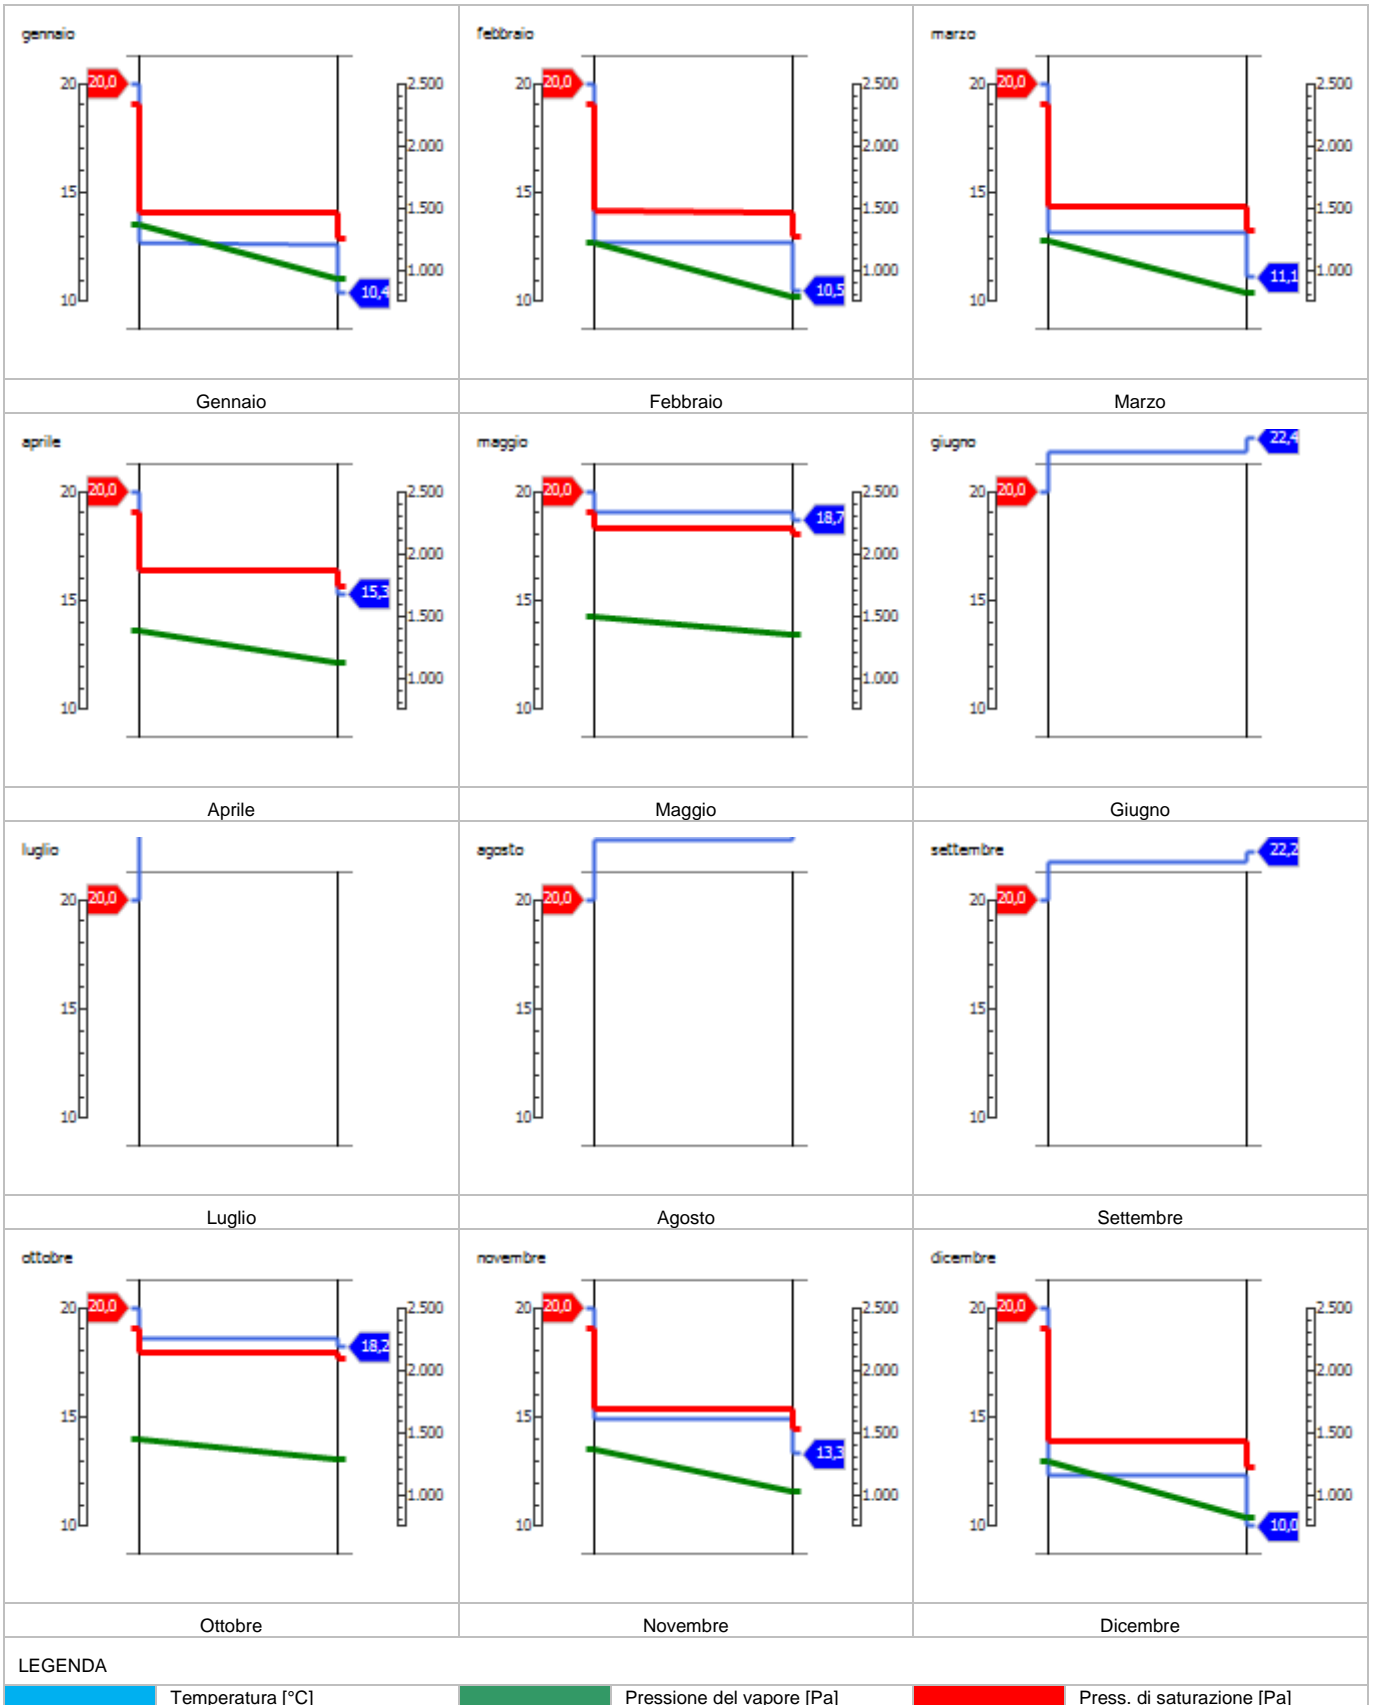 gennaio febbraio marzo
20 20,0 2.500 20 20,0 2.500 20 20,0 2.500
2.000 2.000 2.000
15 1.500 15 1.500 15 1.500
1.000 1.000 1.000
10 10,4 10 10,5 10 11,1
Gennaio Febbraio Marzo
aprile maggio giugno 22,4
20 20,0 2.500 20 20,0 2.500 20 20,0
18,7
2.000 2.000
15 15,3 15 15
1.500 1.500
1.000 1.000
10 10 10
Aprile Maggio Giugno
luglio agosto settembre 22,2
20 20,0 20 20,0 20 20,0
15 15 15
10 10 10
Luglio Agosto Settembre
ottobre novembre dicembre
20 20,0 2.500 20 20,0 2.500 20 20,0 2.500
18,2
2.000 2.000 2.000
15 1.500 15 1.500 15 1.500
13,3
1.000 1.000 1.000
10 10 10 10,0
Ottobre Novembre Dicembre
LEGENDA
Temperatura [°C] Pressione del vapore [Pa] Press. di saturazione [Pa]